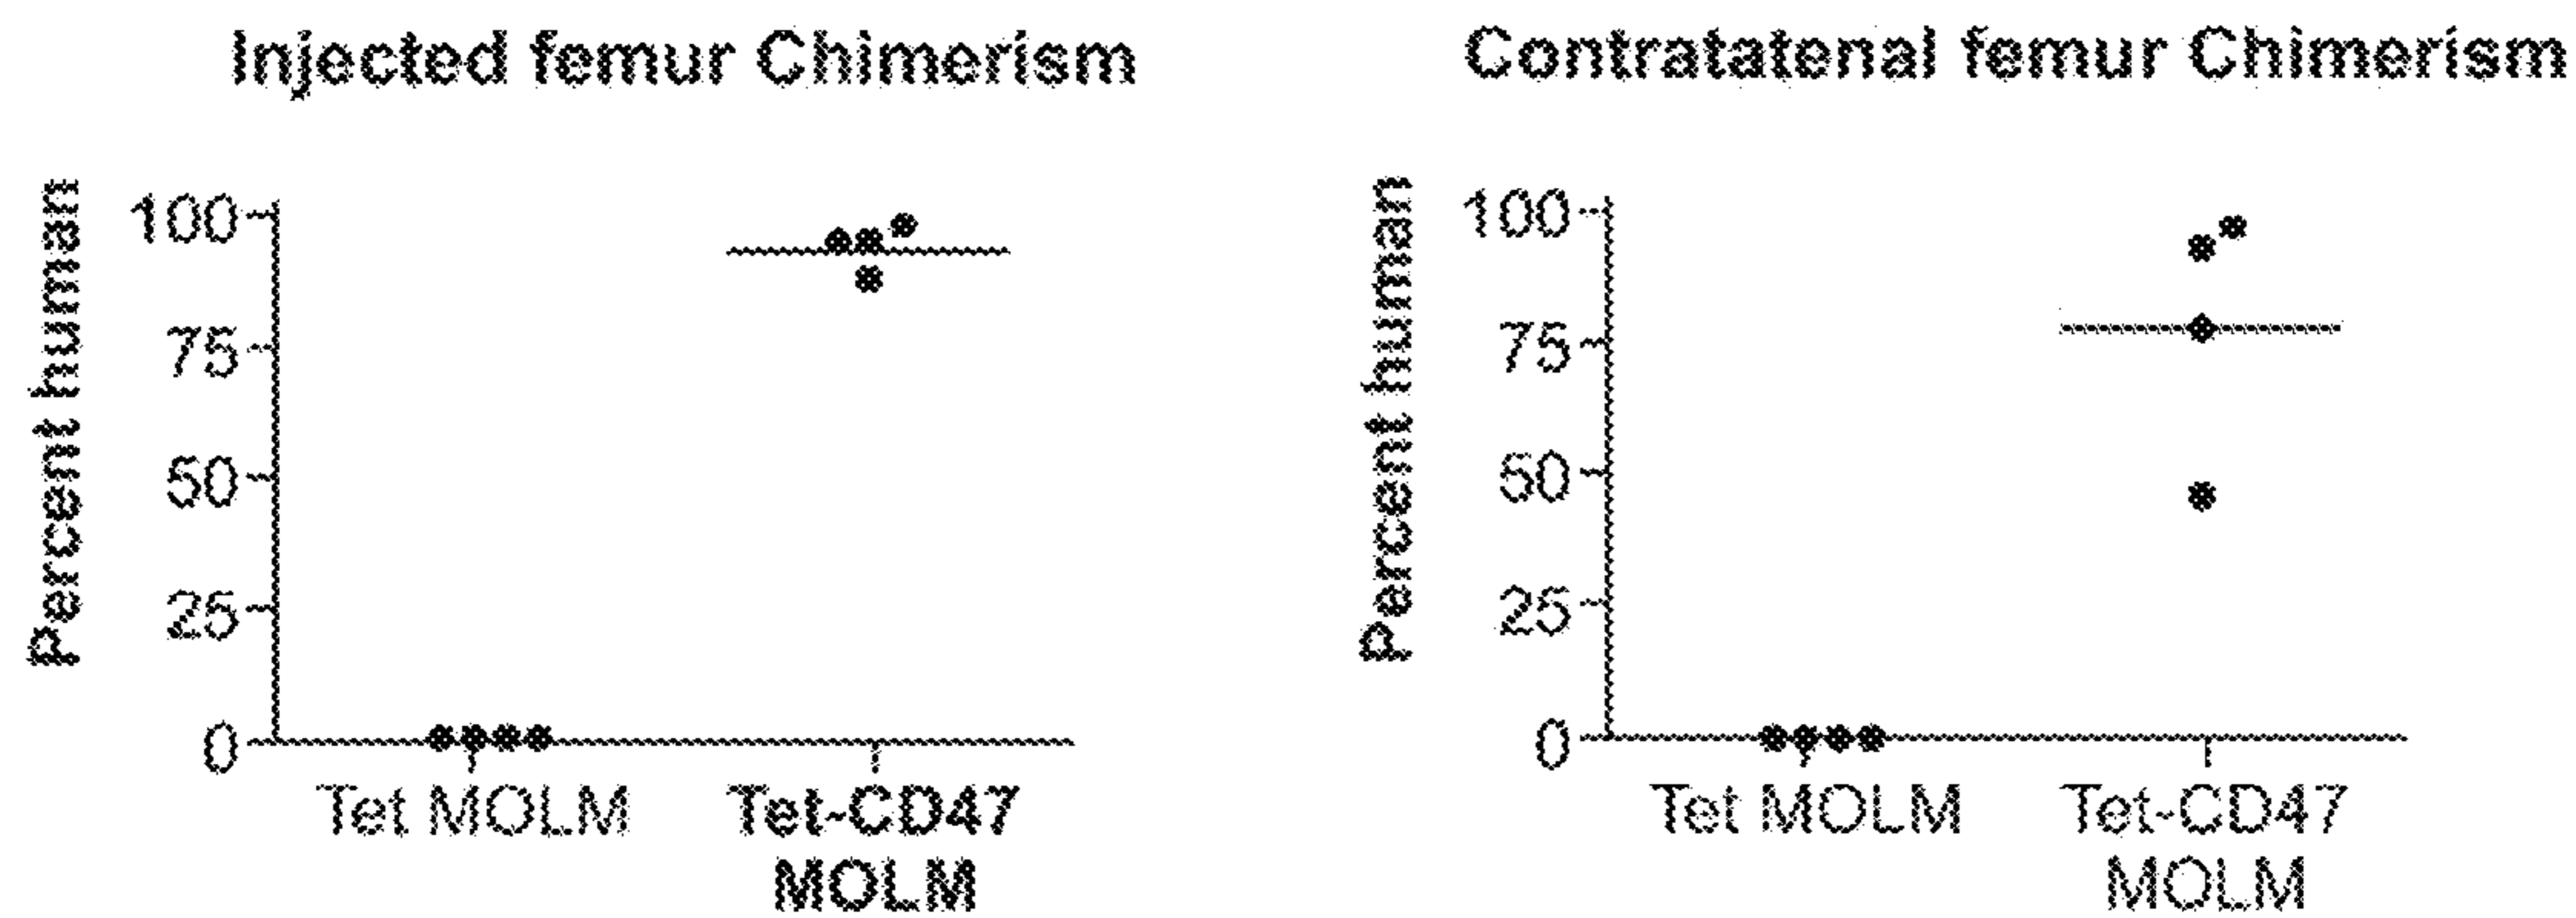 Injected femur Chimerism
Percent human
100
75
50
25
0
Tet MOLM
Tet-CD47
MOLM
Contratatenal femur Chimerism
Percent human
100
75
50
25
0
Tet MOLM
Tet-CD47
MOLM